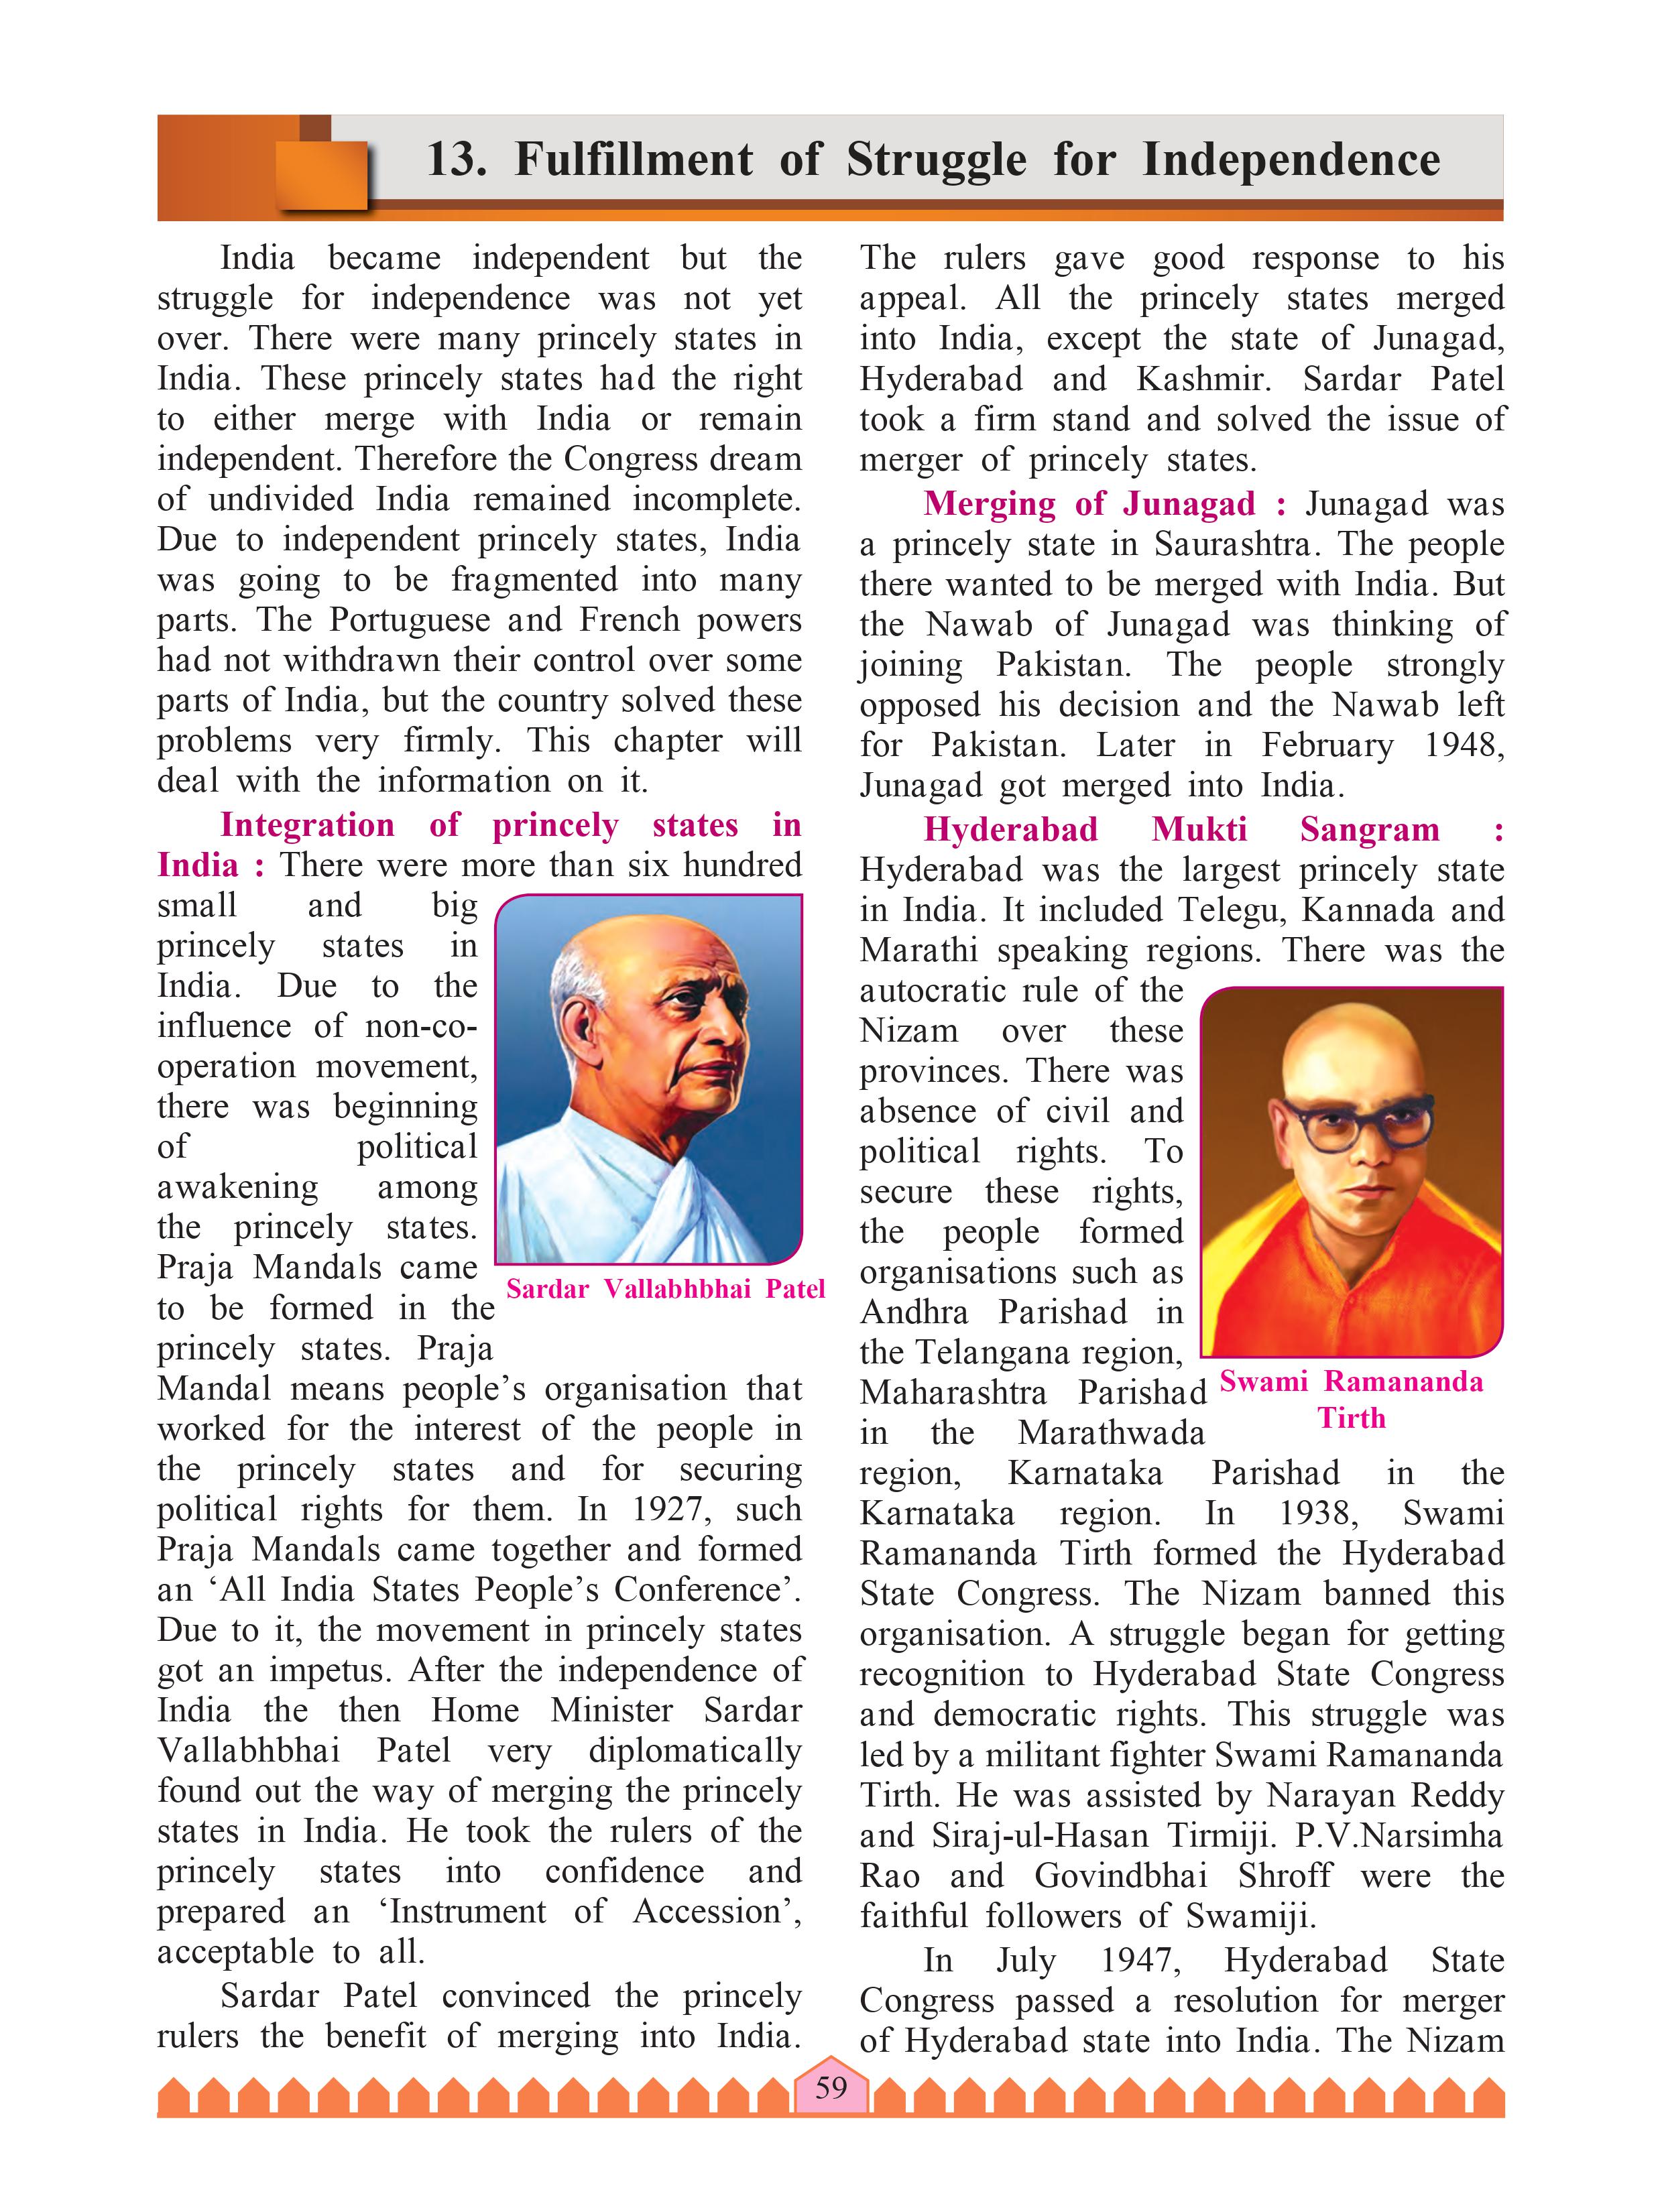 13. Fulfillment of Struggle for Independence
India became independent but the
struggle for independence was not yet
over. There were many princely states in
India. These princely states had the right
to either merge with India or remain
independent. Therefore the Congress dream
of undivided India remained incomplete.
Due to independent princely states, India
was going to be fragmented into many
parts. The Portuguese and French powers
had not withdrawn their control over some
parts of India, but the country solved these
problems very firmly. This chapter will
deal with the information on it.
Integration of princely states in
India : There were more than six hundred
small and big
princely states in
India. Due to the
influence of non-co-
operation movement,
there was beginning
of political
awakening among
the princely states.
Praja Mandals came
to be formed in the
princely states. Praja
Sardar Vallabhbhai Patel
Mandal means people’s organisation that
worked for the interest of the people in
the princely states and for securing
political rights for them. In 1927, such
Praja Mandals came together and formed
an ‘All India States People’s Conference’.
Due to it, the movement in princely states
got an impetus. After the independence of
India the then Home Minister Sardar
Vallabhbhai Patel very diplomatically
found out the way of merging the princely
states in India. He took the rulers of the
princely states into confidence and
prepared an ‘Instrument of Accession’,
acceptable to all.
Sardar Patel convinced the princely
rulers the benefit of merging into India.
The rulers gave good response to his
appeal. All the princely states merged
into India, except the state of Junagad,
Hyderabad and Kashmir. Sardar Patel
took a firm stand and solved the issue of
merger of princely states.
Merging of Junagad : Junagad was
a princely state in Saurashtra. The people
there wanted to be merged with India. But
the Nawab of Junagad was thinking of
joining Pakistan. The people strongly
opposed his decision and the Nawab left
for Pakistan. Later in February 1948,
Junagad got merged into India.
Hyderabad Mukti Sangram :
Hyderabad was the largest princely state
in India. It included Telegu, Kannada and
Marathi speaking regions. There was the
autocratic rule of the
Nizam over these
provinces. There was
absence of civil and
political rights. To
secure these rights,
the people formed
organisations such as
Andhra Parishad in
the Telangana region,
Maharashtra Parishad
in the Marathwada
Swami Ramananda
Tirth
region, Karnataka Parishad in the
Karnataka region. In 1938, Swami
Ramananda Tirth formed the Hyderabad
State Congress. The Nizam banned this
organisation. A struggle began for getting
recognition to Hyderabad State Congress
and democratic rights. This struggle was
led by a militant fighter Swami Ramananda
Tirth. He was assisted by Narayan Reddy
and Siraj-ul-Hasan Tirmiji. P.V.Narsimha
Rao and Govindbhai Shroff were the
faithful followers of Swamiji.
In July 1947, Hyderabad State
Congress passed a resolution for merger
of Hyderabad state into India. The Nizam
59